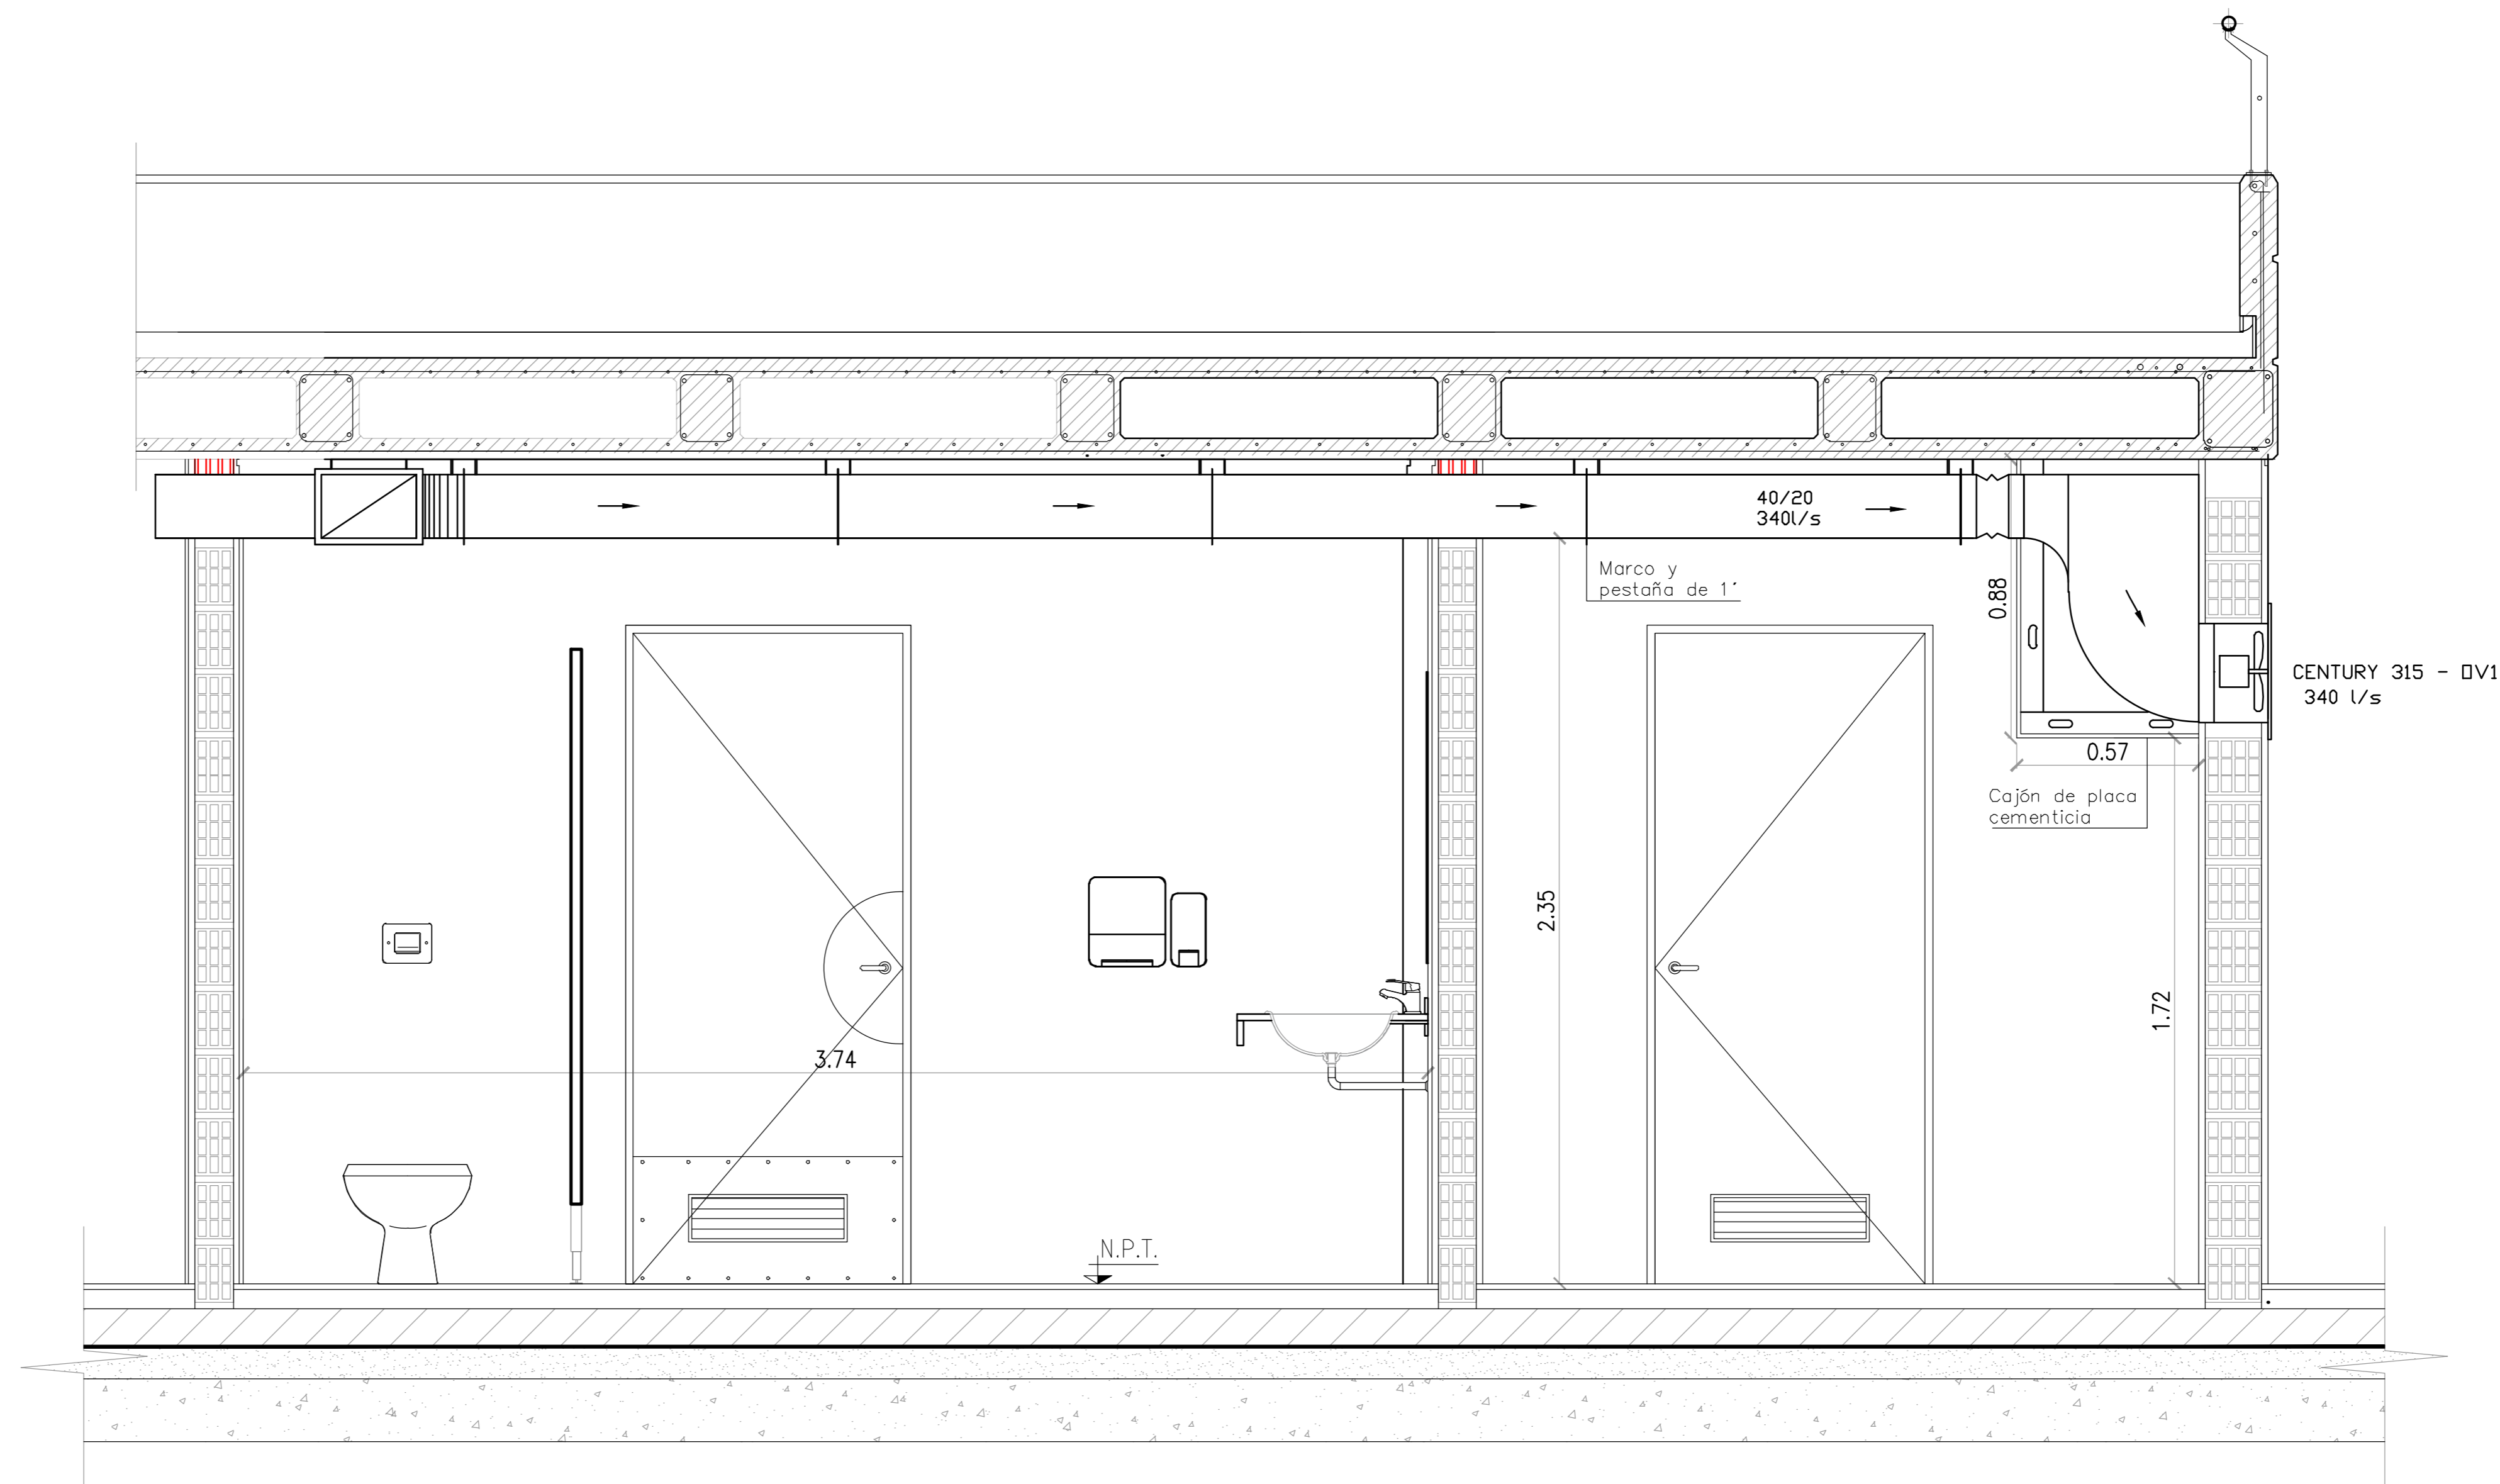 40/20
340l/s
Marco y
pestaña de 1´
0.88
CENTURY 315 - ▯V1
340 l/s
0.57
Cajón de placa
cementicia
2.35
1.72
3.74
N.P.T.